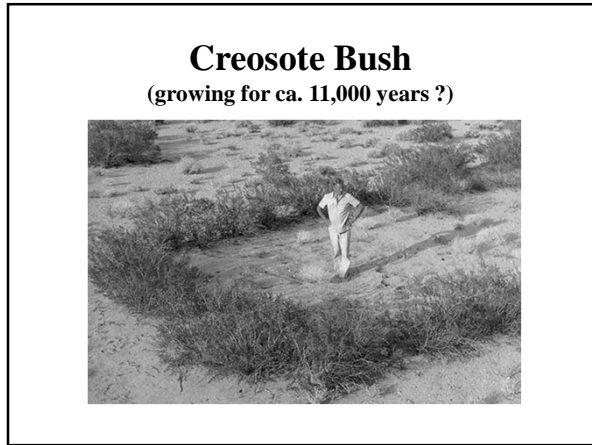 Creosote Bush
(growing for ca. 11,000 years ?)